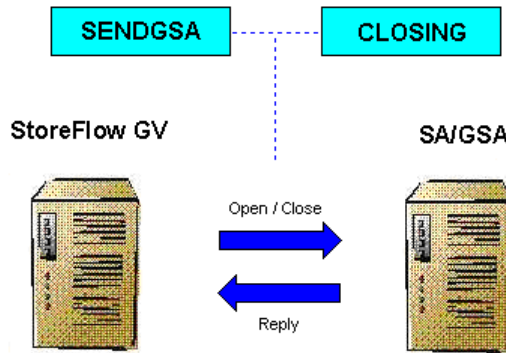 SENDGSA
CLOSING
StoreFlow GV
SA/GSA
Open / Close
Reply